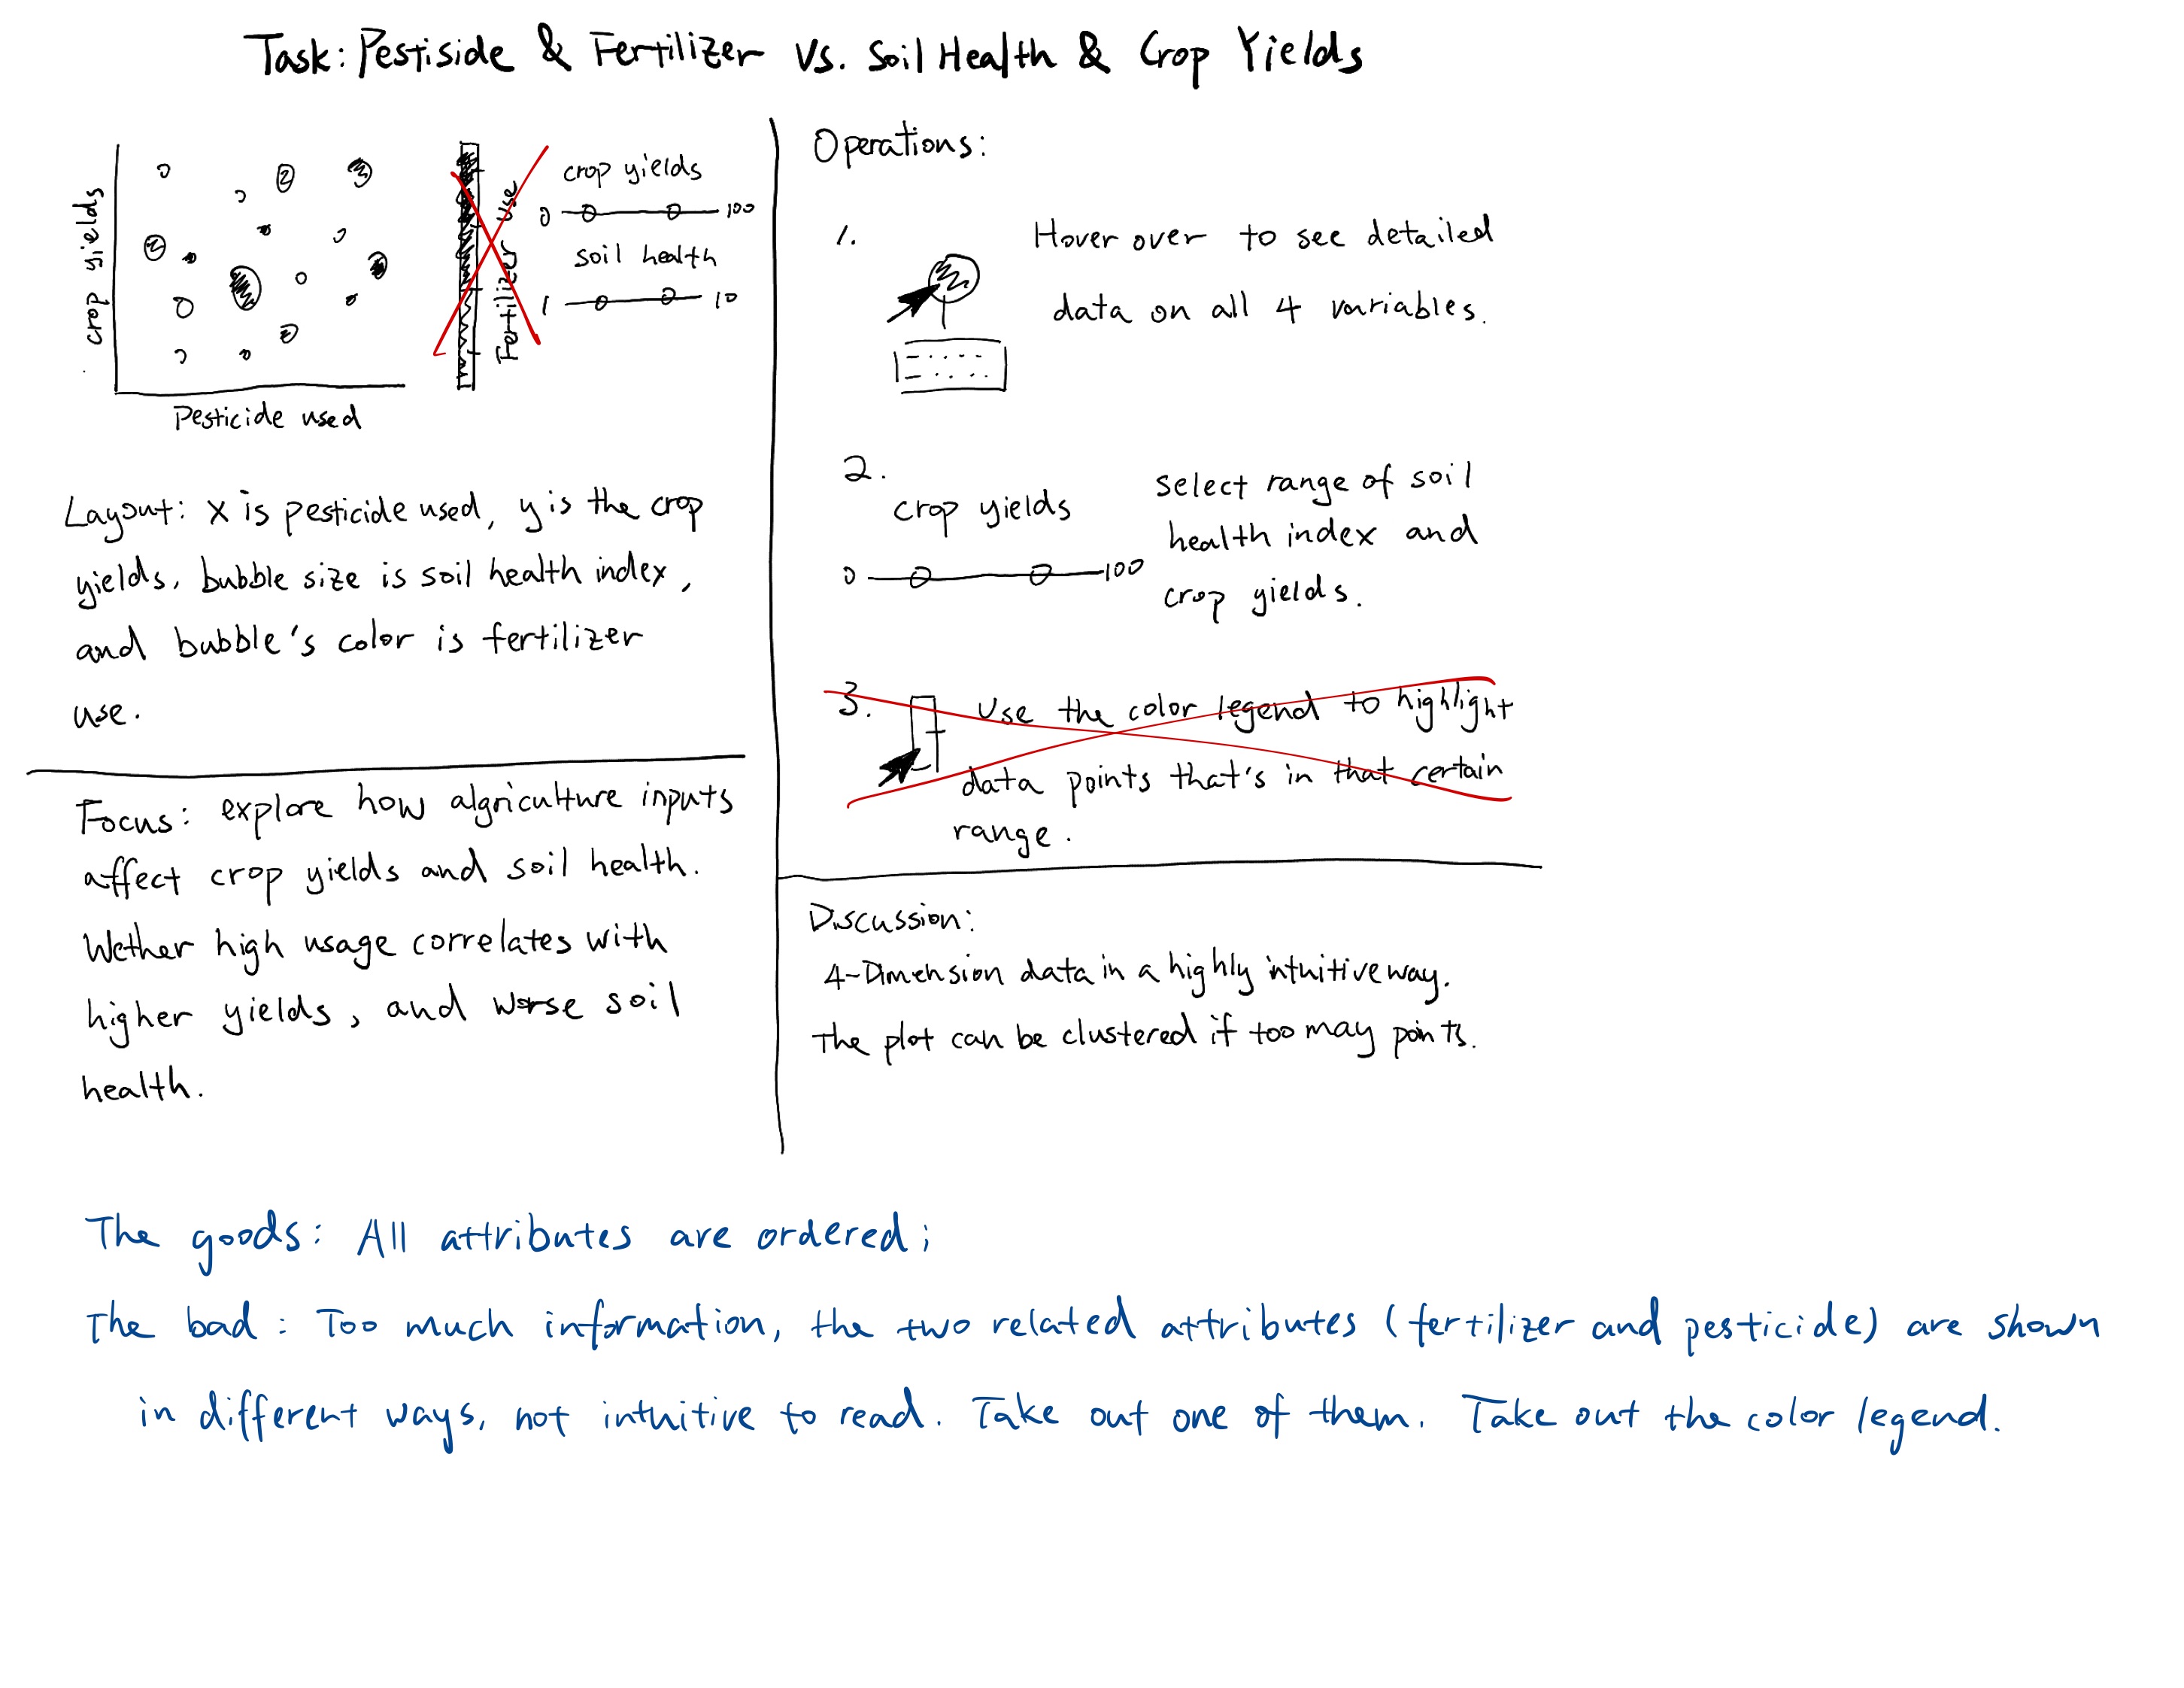 Task: Pestiside & Fertilizer Vs. Soil Health & Crop Yields
crop yields
Pesticide used
Fertilizer Use
crop yields
0 100
soil health
1 10
Layout: X is pesticide used, y is the crop
yields, bubble size is soil health index,
and bubble's color is fertilizer
use.
Focus: explore how algriculture inputs
affect crop yields and soil health.
Wether high usage correlates with
higher yields, and worse soil
health.
Operations:
1.
Hover over to see detailed
data on all 4 variables.
2.
crop yields
0 100
select range of soil
health index and
crop yields.
3. Use the color legend to highlight
data points that's in that certain
range.
Discussion:
4-Dimension data in a highly intuitive way.
The plot can be clustered if too may points.
The goods: All attributes are ordered;
The bad: Too much information, the two related attributes (fertilizer and pesticide) are shown
in different ways, not intuitive to read. Take out one of them. Take out the color legend.